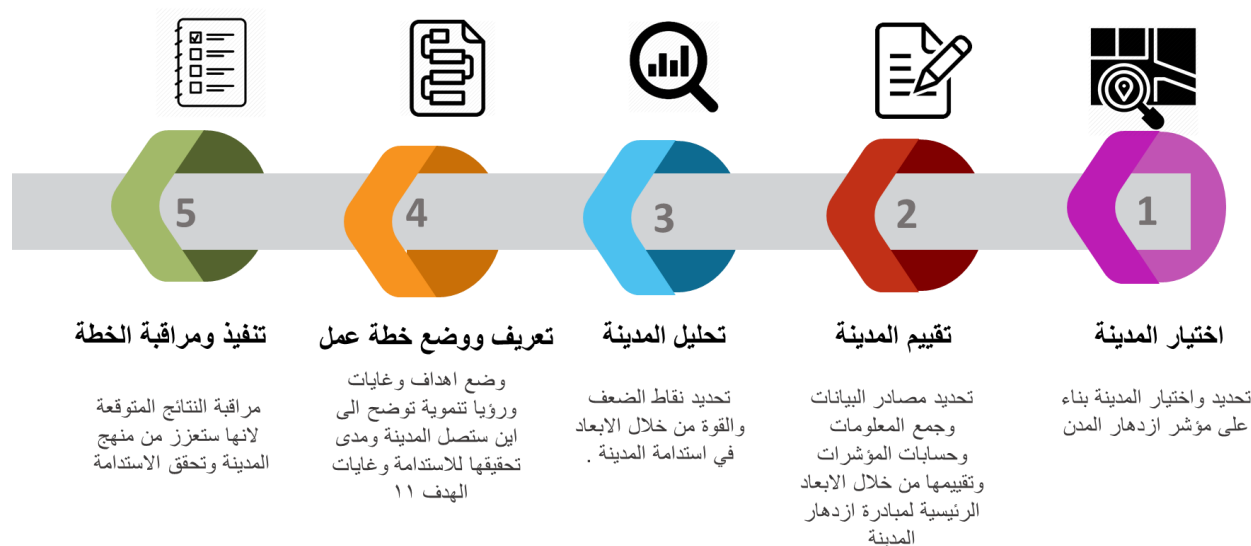 1
اختيار المدينة
تحديد واختيار المدينة بناء
على مؤشر ازدهار المدن
2
تقييم المدينة
تحديد مصادر البيانات
وجمع المعلومات
وحسابات المؤشرات
وتقييمها من خلال الابعاد
الرئيسية لمبادرة ازدهار
المدينة
3
تحليل المدينة
تحديد نقاط الضعف
والقوة من خلال الابعاد
في استدامة المدينة .
4
تعريف ووضع خطة عمل
وضع اهداف وغايات
ورؤيا تنموية توضح الى
اين ستصل المدينة ومدى
تحقيقها للاستدامة وغايات
الهدف ١١
5
تنفيذ ومراقبة الخطة
مراقبة النتائج المتوقعة
لانها ستعزز من منهج
المدينة وتحقق الاستدامة